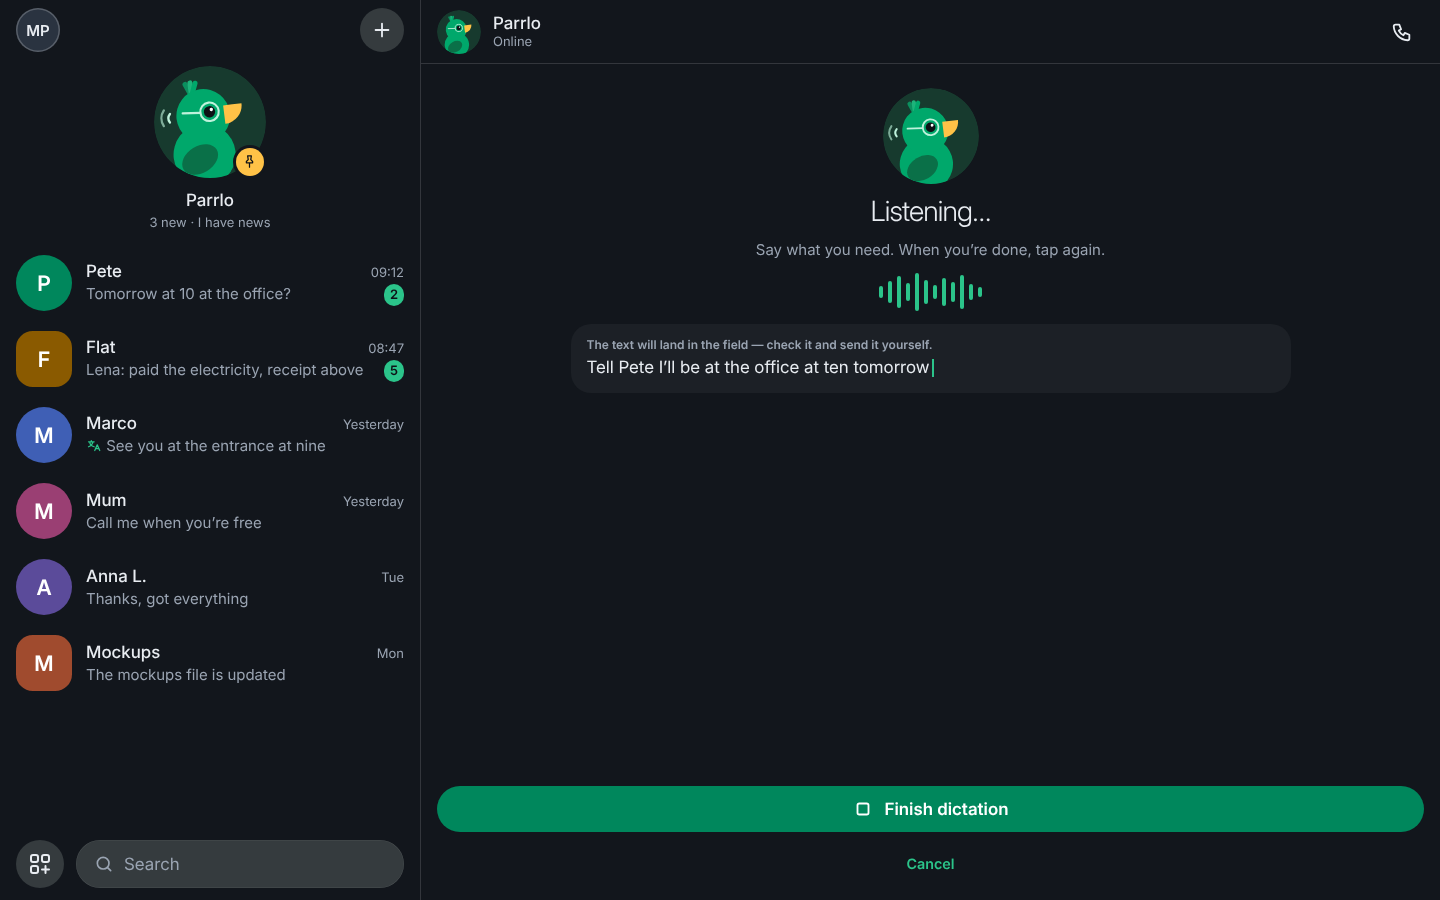 MP
Parrlo
3 new · I have news
P
Pete
09:12
Tomorrow at 10 at the office?
2
F
Flat
08:47
Lena: paid the electricity, receipt above
5
M
Marco
Yesterday
See you at the entrance at nine
M
Mum
Yesterday
Call me when you’re free
A
Anna L.
Tue
Thanks, got everything
M
Mockups
Mon
The mockups file is updated
Search
Parrlo
Online
Listening...
Say what you need. When you’re done, tap again.
The text will land in the field — check it and send it yourself.
Tell Pete I’ll be at the office at ten tomorrow
Finish dictation
Cancel